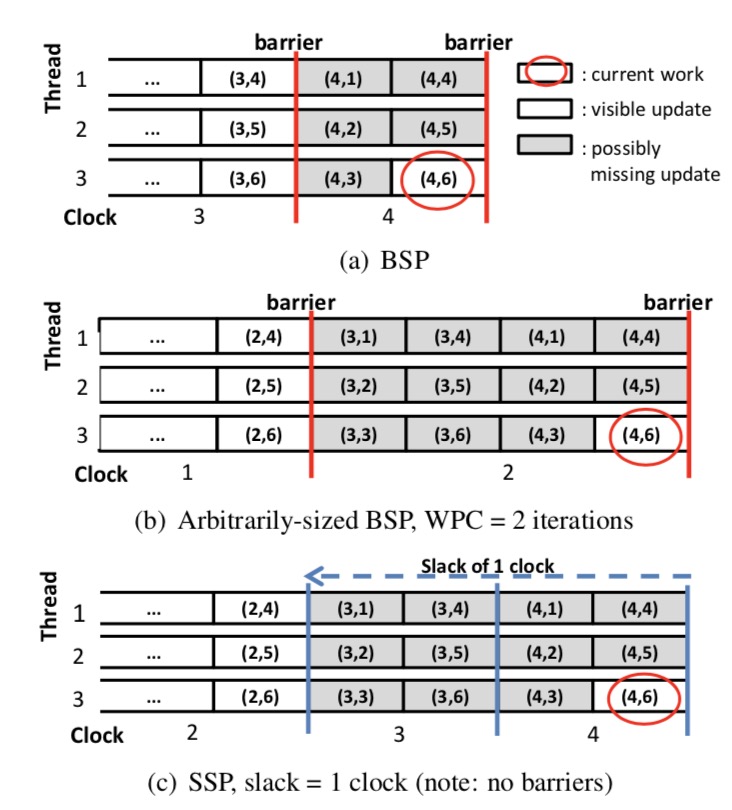 barrier barrier
Thread
1 ... (3,4) (4,1) (4,4)
2 ... (3,5) (4,2) (4,5)
3 ... (3,6) (4,3) (4,6)
Clock 3 4
: current work
: visible update
: possibly
missing update
(a) BSP
barrier barrier
Thread
1 ... (2,4) (3,1) (3,4) (4,1) (4,4)
2 ... (2,5) (3,2) (3,5) (4,2) (4,5)
3 ... (2,6) (3,3) (3,6) (4,3) (4,6)
Clock 1 2
(b) Arbitrarily-sized BSP, WPC = 2 iterations
Slack of 1 clock
Thread
1 ... (2,4) (3,1) (3,4) (4,1) (4,4)
2 ... (2,5) (3,2) (3,5) (4,2) (4,5)
3 ... (2,6) (3,3) (3,6) (4,3) (4,6)
Clock 2 3 4
(c) SSP, slack = 1 clock (note: no barriers)